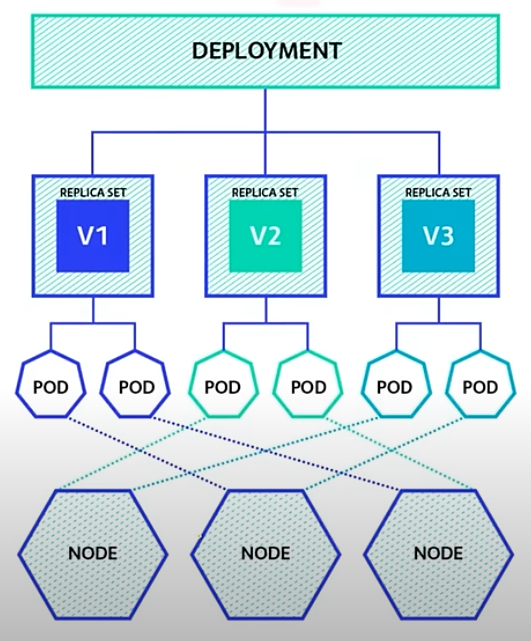 DEPLOYMENT
REPLICA SET
V1
REPLICA SET
V2
REPLICA SET
V3
POD
POD
POD
POD
POD
POD
NODE
NODE
NODE